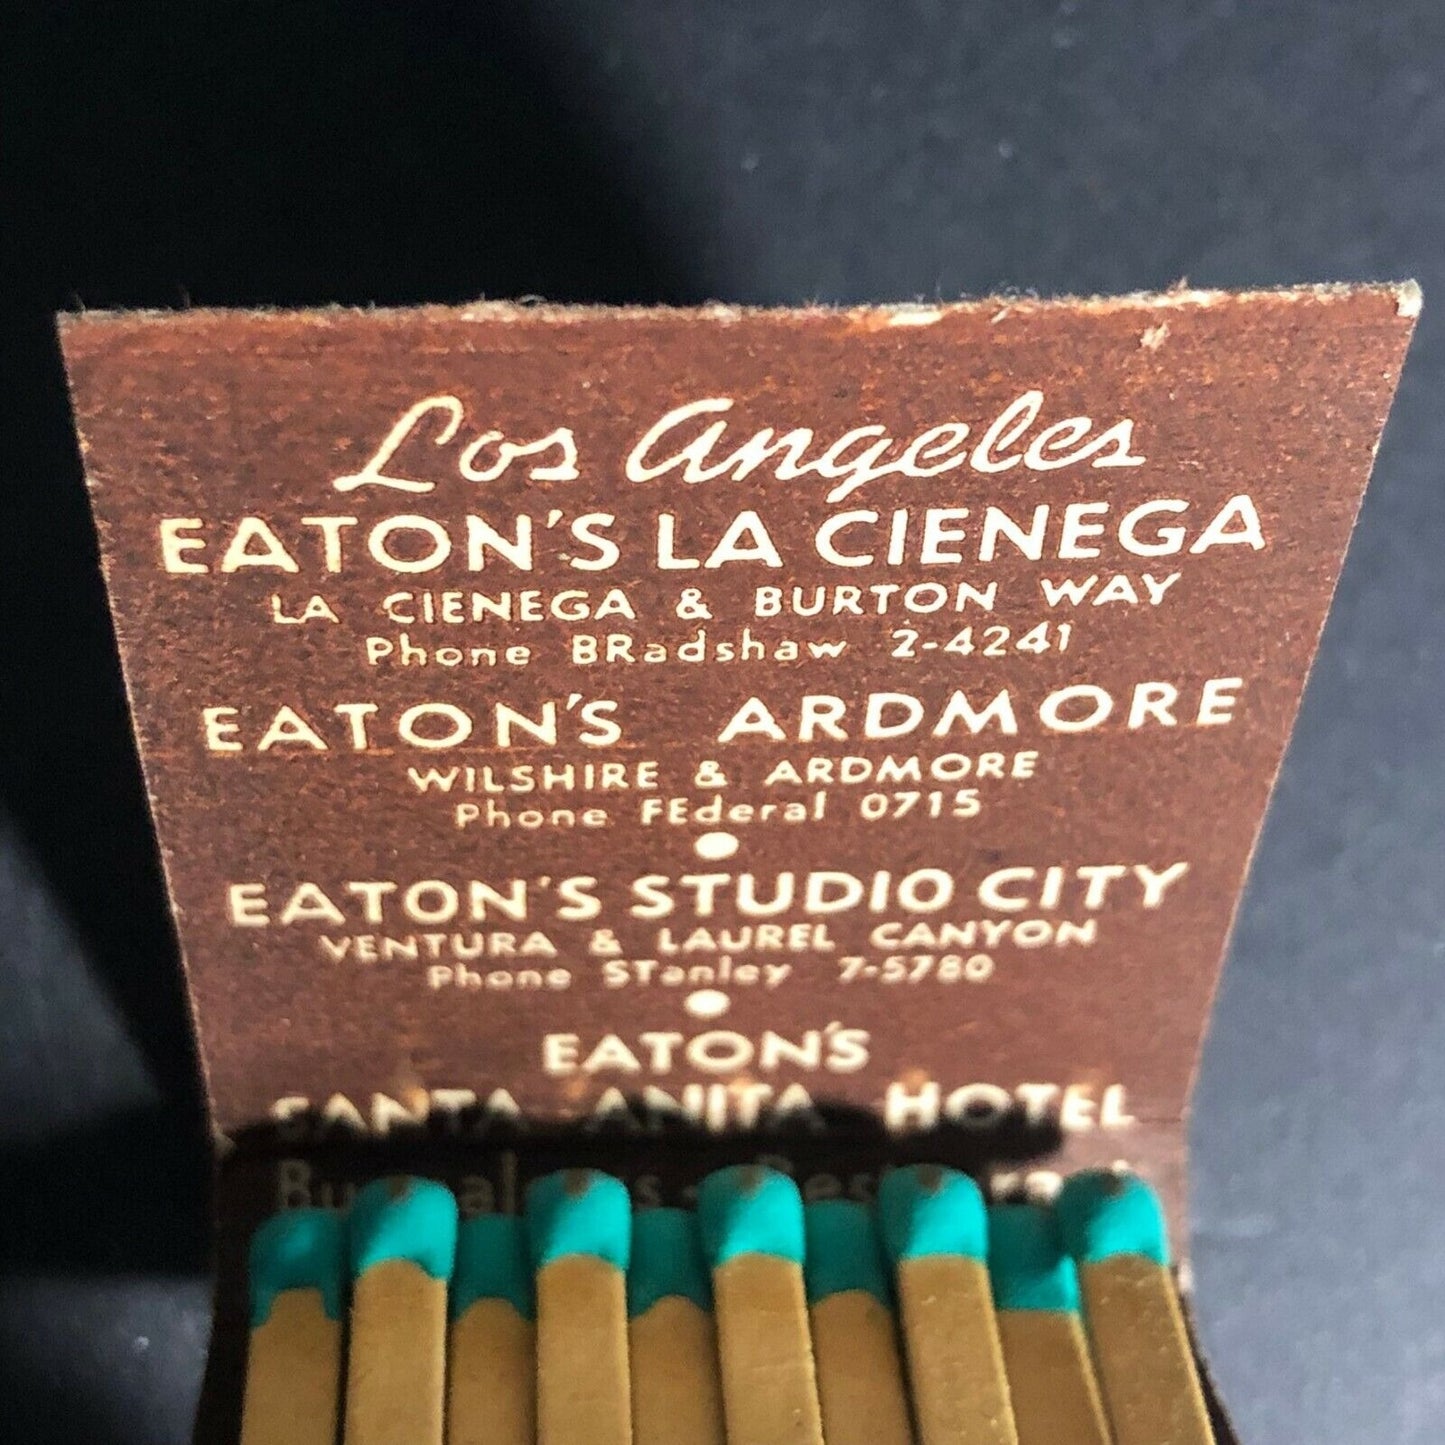 Los Angeles
EATON'S LA CIENEGA
LA CIENEGA & BURTON WAY
Phone BRadshaw 2-4241
EATON'S ARDMORE
WILSHIRE & ARDMORE
Phone FEderal 0715
EATON'S STUDIO CITY
VENTURA & LAUREL CANYON
Phone STanley 7-5780
EATON'S
SANTA ANITA HOTEL